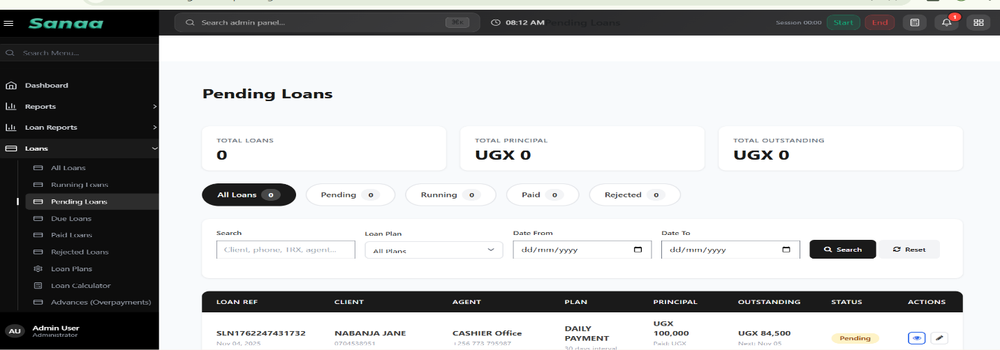 Sanaa
Search admin panel...
⌘K
08:12 AM
Pending Loans
Session 00:00
Start
End
1
Search Menu...
Dashboard
Reports
Loan Reports
Loans
All Loans
Running Loans
Pending Loans
Due Loans
Paid Loans
Rejected Loans
Loan Plans
Loan Calculator
Advances (Overpayments)
AU
Admin User
Administrator
Pending Loans
TOTAL LOANS
0
TOTAL PRINCIPAL
UGX 0
TOTAL OUTSTANDING
UGX 0
All Loans 0
Pending 0
Running 0
Paid 0
Rejected 0
Search
Client, phone, TRX, agent...
Loan Plan
All Plans
Date From
dd/mm/yyyy
Date To
dd/mm/yyyy
Search
Reset
LOAN REF CLIENT AGENT PLAN PRINCIPAL OUTSTANDING STATUS ACTIONS
SLN1762247431732
Nov 04, 2025
NABANJA JANE
0704538951
CASHIER Office
+256 773 795987
DAILY
PAYMENT
30 days interval
UGX
100,000
Paid: UGX
UGX 84,500
Next: Nov 05
Pending